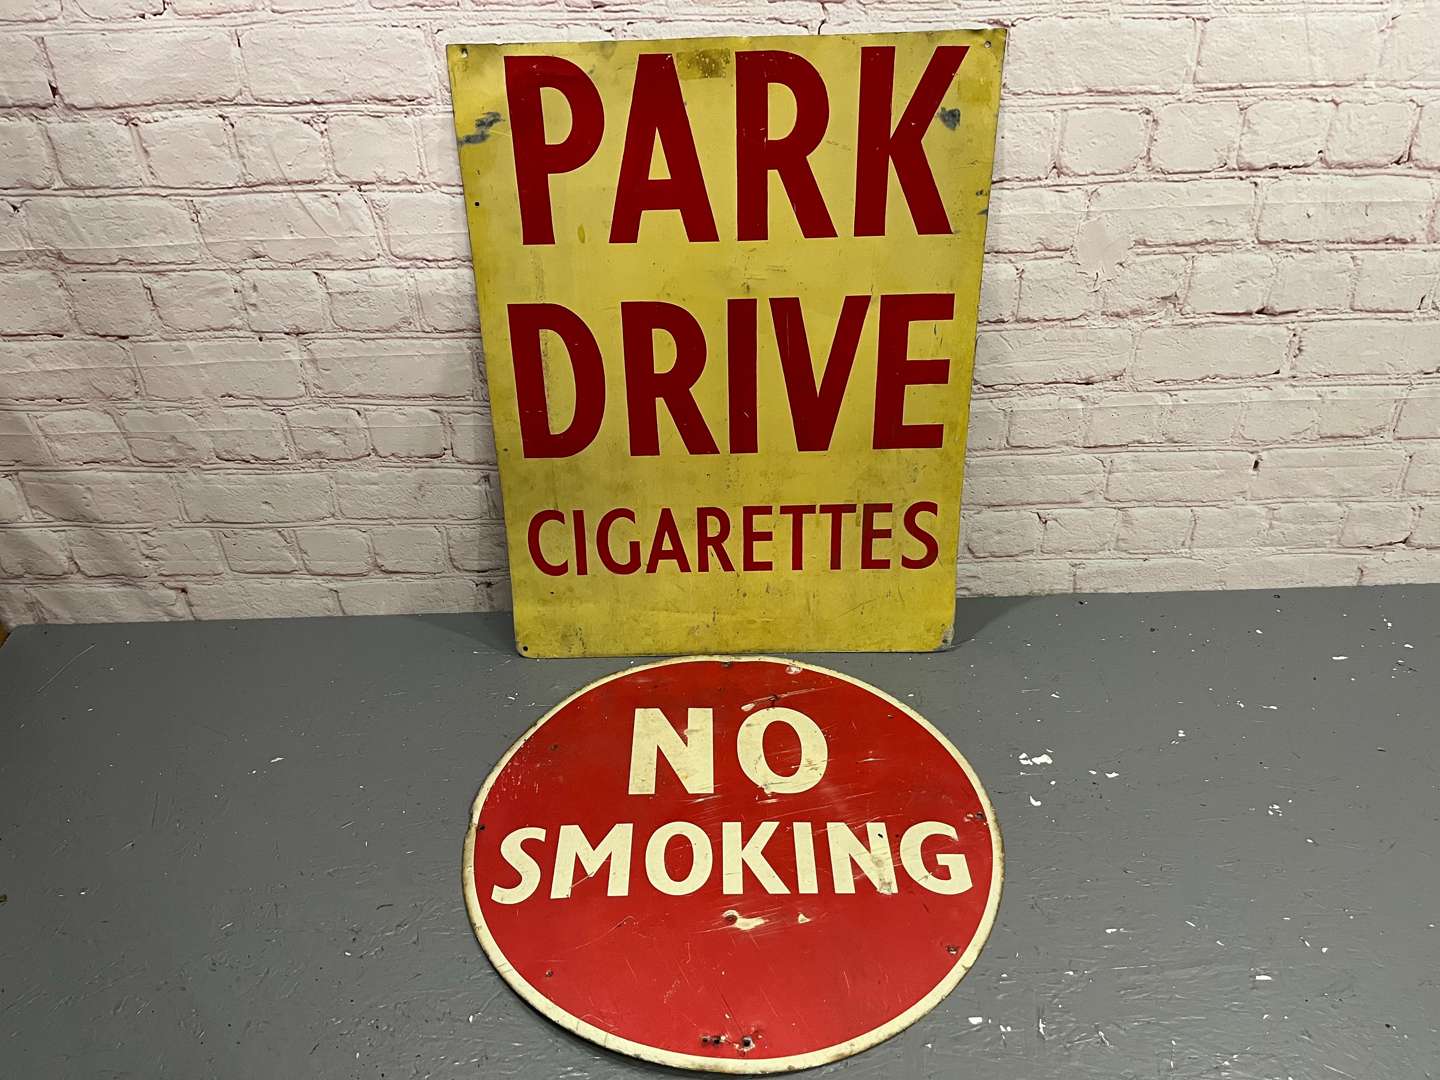 PARK
DRIVE
CIGARETTES
NO
SMOKING